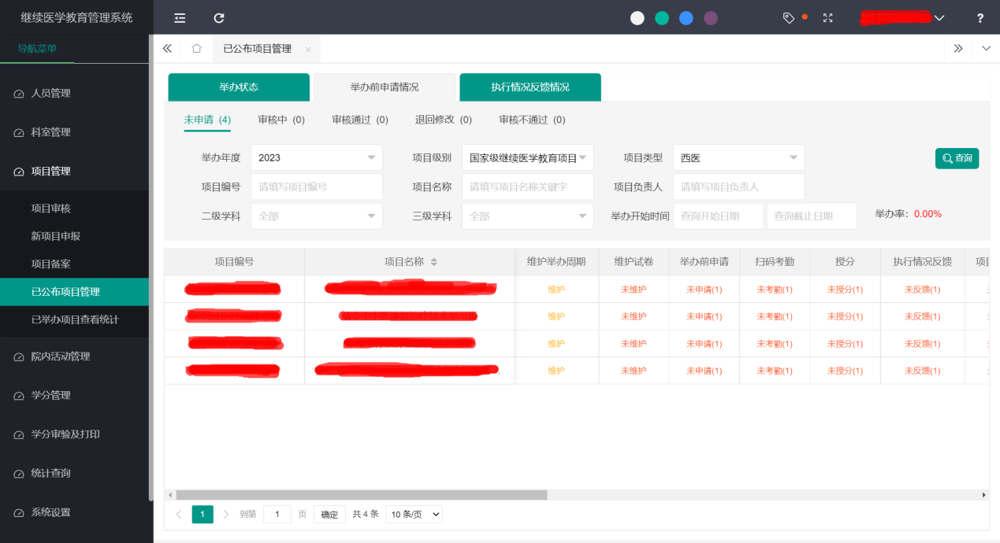 继续医学教育管理系统
?
导航菜单
已公布项目管理 ×
人员管理
科室管理
项目管理
项目审核
新项目申报
项目备案
已公布项目管理
已举办项目查看统计
院内活动管理
学分管理
学分审验及打印
统计查询
系统设置
举办状态 举办前申请情况 执行情况反馈情况
未申请 (4) 审核中 (0) 审核通过 (0) 退回修改 (0) 审核不通过 (0)
举办年度 2023 项目级别 国家级继续医学教育项目 项目类型 西医 查询
项目编号 请填写项目编号 项目名称 请填写项目名称关键字 项目负责人 请填写项目负责人
二级学科 全部 三级学科 全部 举办开始时间 查询开始日期 查询截止日期 举办率: 0.00%
项目编号 项目名称 维护举办周期 维护试卷 举办前申请 扫码考勤 授分 执行情况反馈
维护 未维护 未申请(1) 未考勤(1) 未授分(1) 未反馈(1)
维护 未维护 未申请(1) 未考勤(1) 未授分(1) 未反馈(1)
维护 未维护 未申请(1) 未考勤(1) 未授分(1) 未反馈(1)
维护 未维护 未申请(1) 未考勤(1) 未授分(1) 未反馈(1)
1 到第 1 页 确定 共 4 条 10 条/页